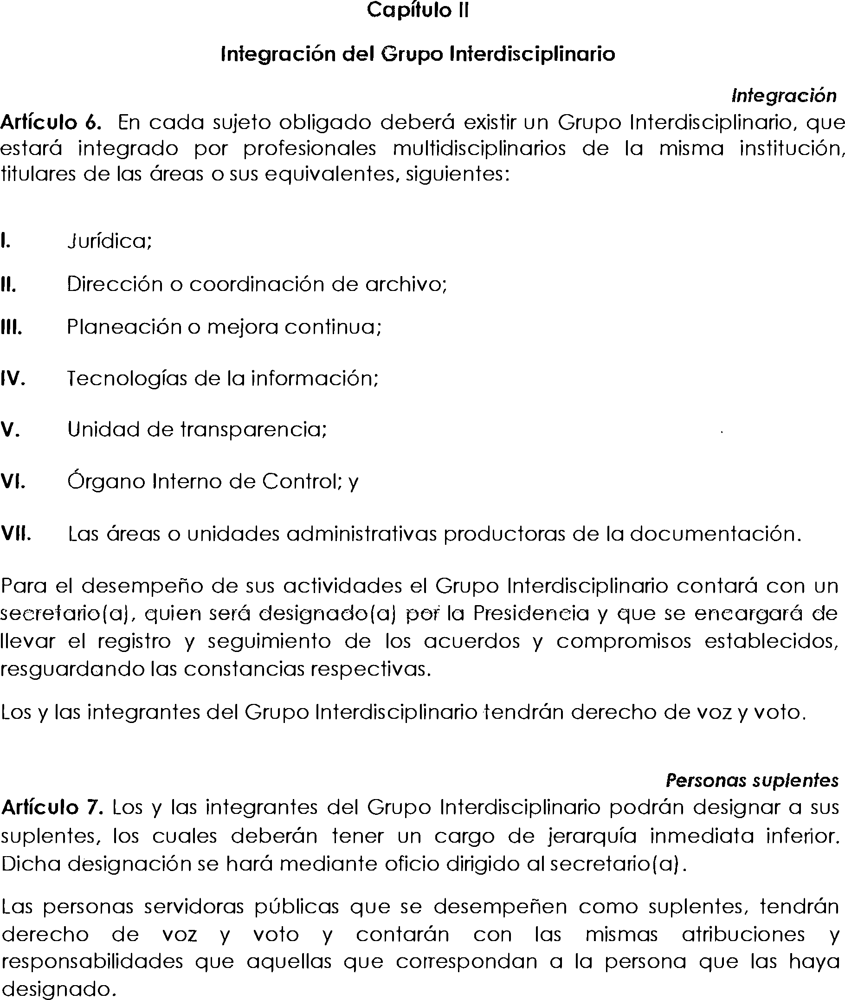 Capítulo II
Integración del Grupo Interdisciplinario
Integración
Artículo 6. En cada sujeto obligado deberá existir un Grupo Interdisciplinario, que
estará integrado por profesionales multidisciplinarios de la misma institución,
titulares de las áreas o sus equivalentes, siguientes:
I. Jurídica;
II. Dirección o coordinación de archivo;
III. Planeación o mejora continua;
IV. Tecnologías de la información;
V. Unidad de transparencia;
VI. Órgano Interno de Control; y
VII. Las áreas o unidades administrativas productoras de la documentación.
Para el desempeño de sus actividades el Grupo Interdisciplinario contará con un
secretario(a), quien será designado(a) por la Presidencia y que se encargará de
llevar el registro y seguimiento de los acuerdos y compromisos establecidos,
resguardando las constancias respectivas.
Los y las integrantes del Grupo Interdisciplinario tendrán derecho de voz y voto.
Personas suplentes
Artículo 7. Los y las integrantes del Grupo Interdisciplinario podrán designar a sus
suplentes, los cuales deberán tener un cargo de jerarquía inmediata inferior.
Dicha designación se hará mediante oficio dirigido al secretario(a).
Las personas servidoras públicas que se desempeñen como suplentes, tendrán
derecho de voz y voto y contarán con las mismas atribuciones y
responsabilidades que aquellas que correspondan a la persona que las haya
designado.